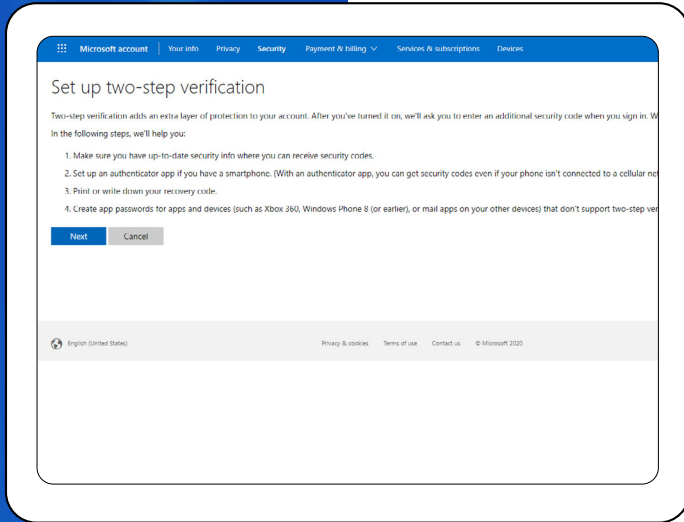 Microsoft account Your info Privacy Security Payment & billing Services & subscriptions Devices
Set up two-step verification
Two-step verification adds an extra layer of protection to your account. After you've turned it on, we'll ask you to enter an additional security code when you sign in. W
In the following steps, we'll help you:
1. Make sure you have up-to-date security info where you can receive security codes.
2. Set up an authenticator app if you have a smartphone. (With an authenticator app, you can get security codes even if your phone isn't connected to a cellular net
3. Print or write down your recovery code.
4. Create app passwords for apps and devices (such as Xbox 360, Windows Phone 8 (or earlier), or mail apps on your other devices) that don't support two-step ver
Next Cancel
English (United States) Privacy & cookies Terms of use Contact us © Microsoft 2020